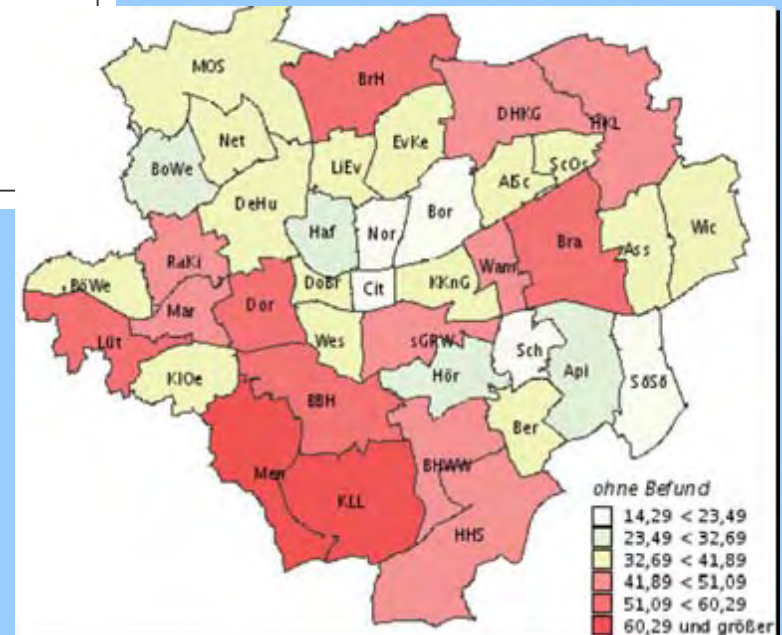 MOS
BrH
DHKG
HKL
Net
EvKe
LiEv
ScOs
BoWe
AlSc
DeHu
Bor
Haf
Nor
Bra
Wic
Ass
RaKi
Wam
DoBr
KKnG
BöWe
Cit
Dor
Mar
Lüt
Wes
sGRW
Sch
Hör
Apl
SöSö
KlOe
BBH
Ber
BHWW
Men
KLL
HHS
ohne Befund
14,29 < 23,49
23,49 < 32,69
32,69 < 41,89
41,89 < 51,09
51,09 < 60,29
60,29 und größer